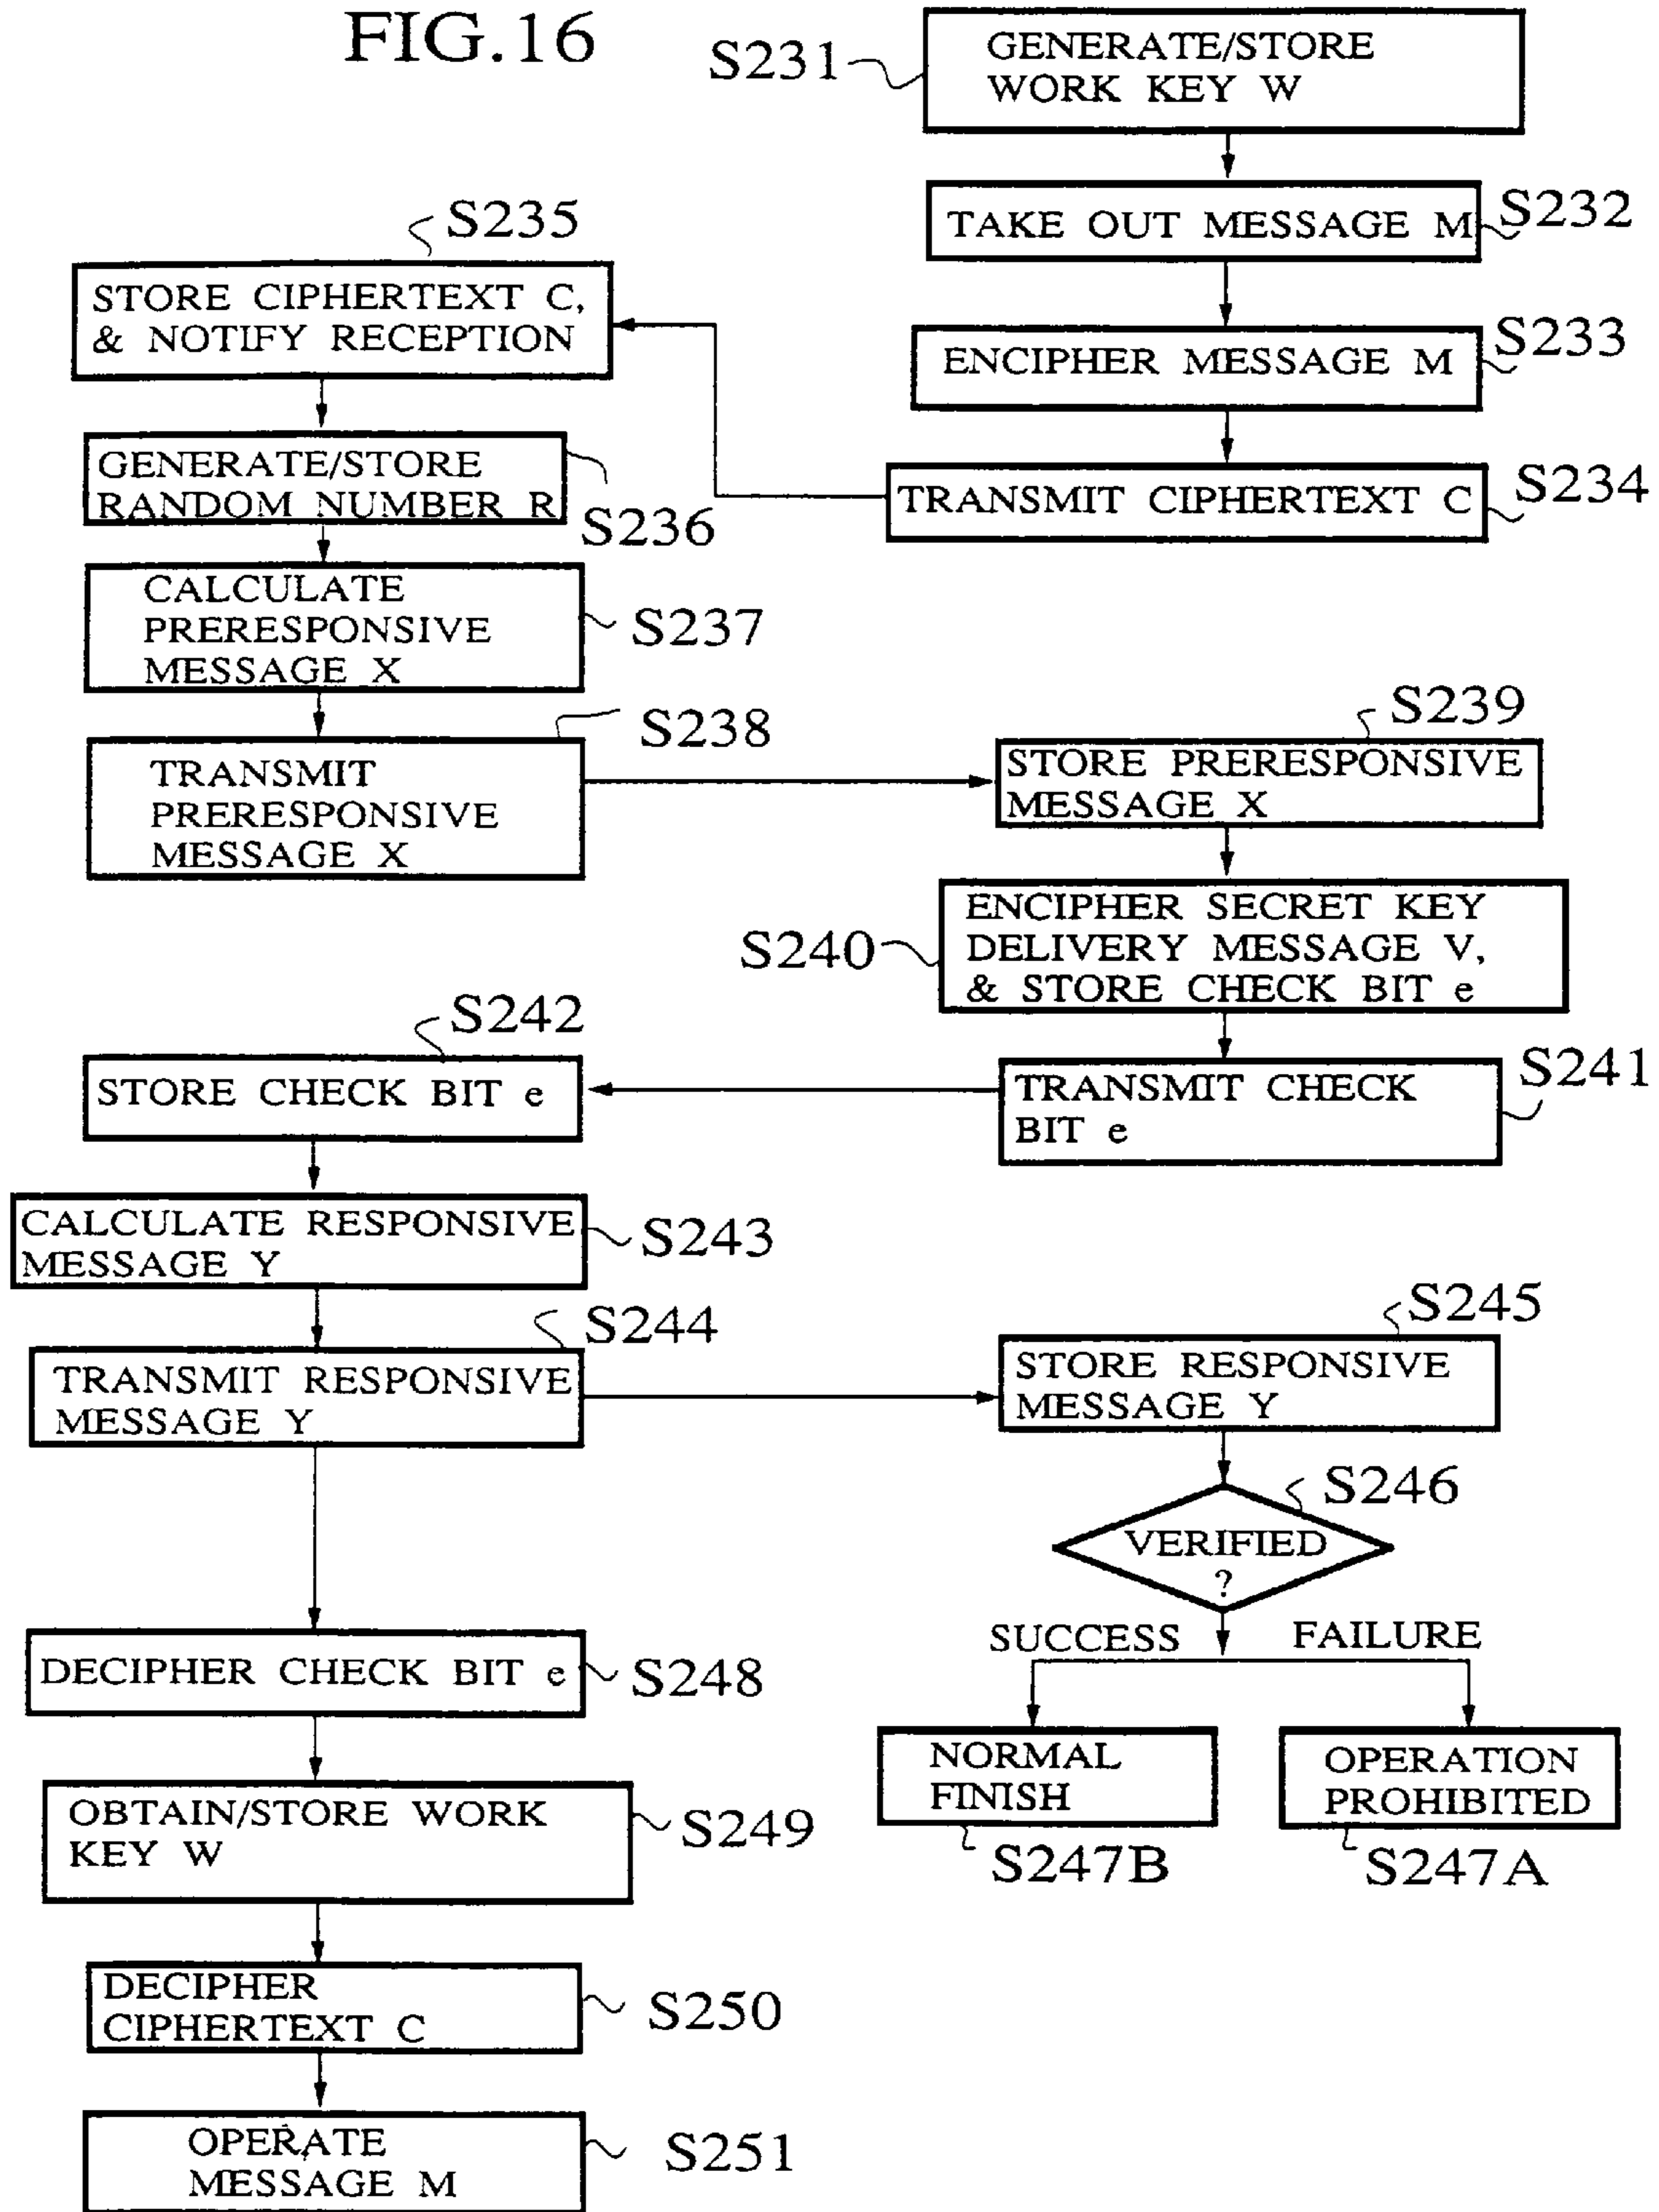 FIG.16
S231
GENERATE/STORE
WORK KEY W
TAKE OUT MESSAGE M
S232
ENCIPHER MESSAGE M
S233
TRANSMIT CIPHERTEXT C
S234
S235
STORE CIPHERTEXT C,
& NOTIFY RECEPTION
GENERATE/STORE
RANDOM NUMBER R
S236
CALCULATE
PRERESPONSIVE
MESSAGE X
S237
S238
TRANSMIT
PRERESPONSIVE
MESSAGE X
S239
STORE PRERESPONSIVE
MESSAGE X
S240
ENCIPHER SECRET KEY
DELIVERY MESSAGE V,
& STORE CHECK BIT e
TRANSMIT CHECK
BIT e
S241
S242
STORE CHECK BIT e
CALCULATE RESPONSIVE
MESSAGE Y
S243
S244
TRANSMIT RESPONSIVE
MESSAGE Y
S245
STORE RESPONSIVE
MESSAGE Y
S246
VERIFIED
?
SUCCESS
FAILURE
NORMAL
FINISH
S247B
OPERATION
PROHIBITED
S247A
DECIPHER CHECK BIT e
S248
OBTAIN/STORE WORK
KEY W
S249
DECIPHER
CIPHERTEXT C
S250
OPERATE
MESSAGE M
S251